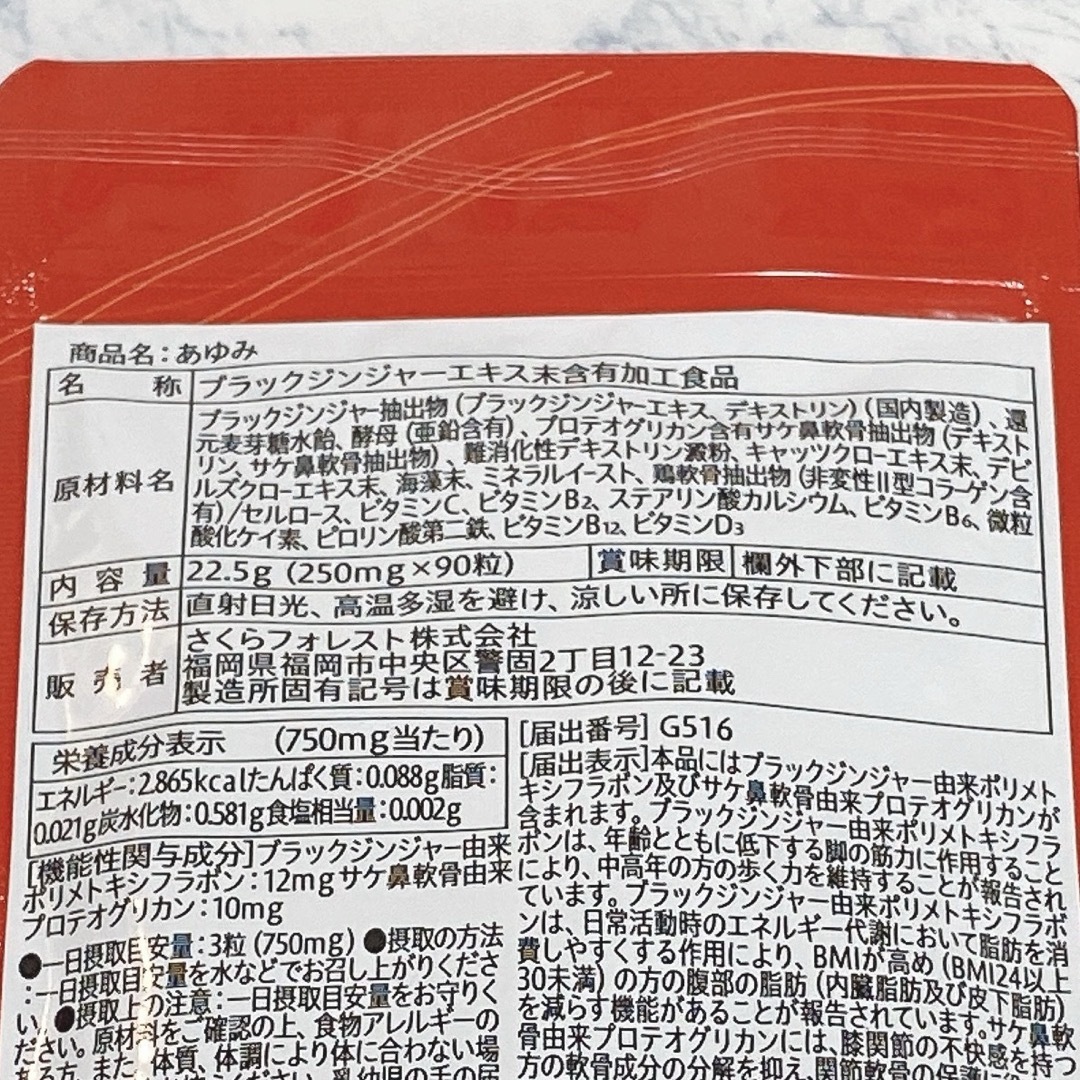 商品名：あゆみ
名称 ブラックジンジャーエキス末含有加工食品
原材料名
ブラックジンジャー抽出物（ブラックジンジャーエキス、デキストリン）（国内製造）、還
元麦芽糖水飴、酵母（亜鉛含有）、プロテオグリカン含有サケ鼻軟骨抽出物（デキスト
リン、サケ鼻軟骨抽出物）、難消化性デキストリン澱粉、キャッツクローエキス末、デビ
ルズクローエキス末、海藻末、ミネラルイースト、鶏軟骨抽出物（非変性Ⅱ型コラーゲン含
有）/セルロース、ビタミンC、ビタミンB2、ステアリン酸カルシウム、ビタミンB6、微粒
酸化ケイ素、ピロリン酸第二鉄、ビタミンB12、ビタミンD3
内容量 22.5g（250mg×90粒） 賞味期限 欄外下部に記載
保存方法 直射日光、高温多湿を避け、涼しい所に保存してください。
販売者
さくらフォレスト株式会社
福岡県福岡市中央区警固2丁目12-23
製造所固有記号は賞味期限の後に記載
栄養成分表示 （750mg当たり）
エネルギー：2.865kcalたんぱく質：0.088g脂質：
0.021g炭水化物：0.581g食塩相当量：0.002g
[機能性関与成分]ブラックジンジャー由来
ポリメトキシフラボン：12mgサケ鼻軟骨由来
プロテオグリカン：10mg
●一日摂取目安量：3粒（750mg）●摂取の方法
：一日摂取目安量を水などでお召し上がりくださ
い。●摂取上の注意：一日摂取目安量をお守りく
ださい。原材料をご確認の上、食物アレルギーの
ある方、また、体質、体調により体に合わない場
[届出番号] G516
[届出表示]本品にはブラックジンジャー由来ポリメト
キシフラボン及びサケ鼻軟骨由来プロテオグリカンが
含まれます。ブラックジンジャー由来ポリメトキシフラ
ボンは、年齢とともに低下する脚の筋力に作用すること
により、中高年の方の歩く力を維持することが報告され
ています。ブラックジンジャー由来ポリメトキシフラボ
ンは、日常活動時のエネルギー代謝において脂肪を消
費しやすくする作用により、BMIが高め（BMI24以上
30未満）の方の腹部の脂肪（内臓脂肪及び皮下脂肪）
を減らす機能があることが報告されています。サケ鼻軟
骨由来プロテオグリカンには、膝関節の不快感を持つ
方の軟骨成分の分解を抑え、関節軟骨の保護に